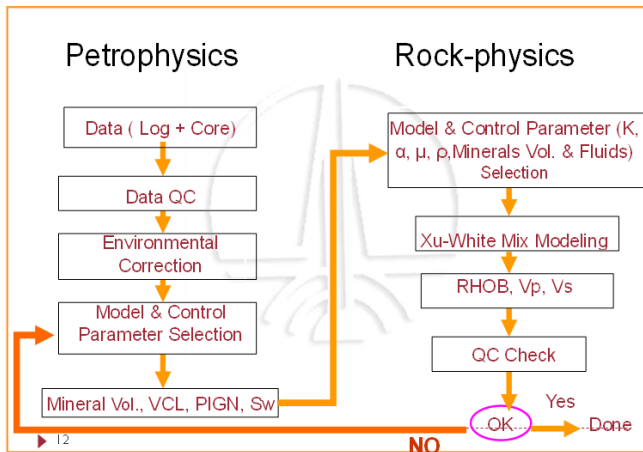 Petrophysics
Data ( Log + Core)
Data QC
Environmental
Correction
Model & Control
Parameter Selection
Mineral Vol., VCL, PIGN, Sw
Rock-physics
Model & Control Parameter (K,
α, μ, ρ,Minerals Vol. & Fluids)
Selection
Xu-White Mix Modeling
RHOB, Vp, Vs
QC Check
OK
Yes
Done
NO
12